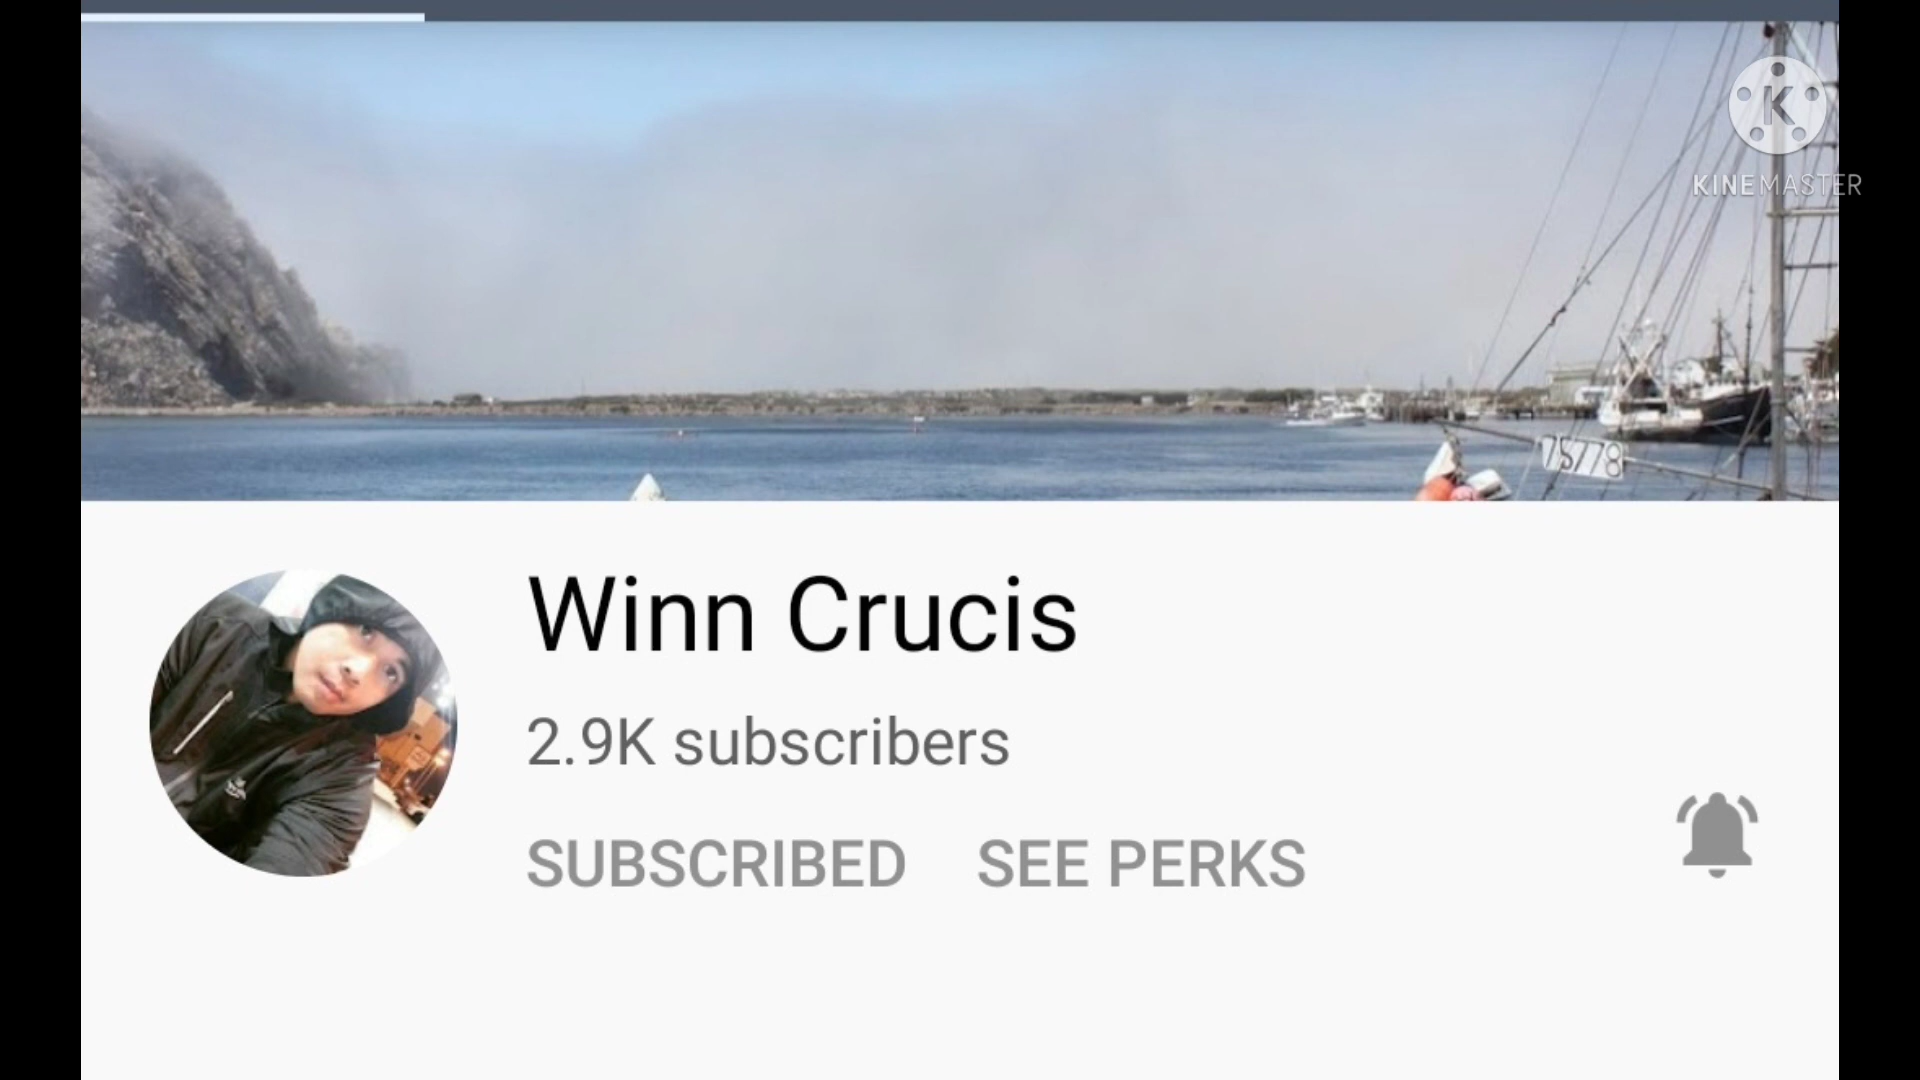 K
KINEMASTER
75778
Winn Crucis
2.9K subscribers
SUBSCRIBED SEE PERKS